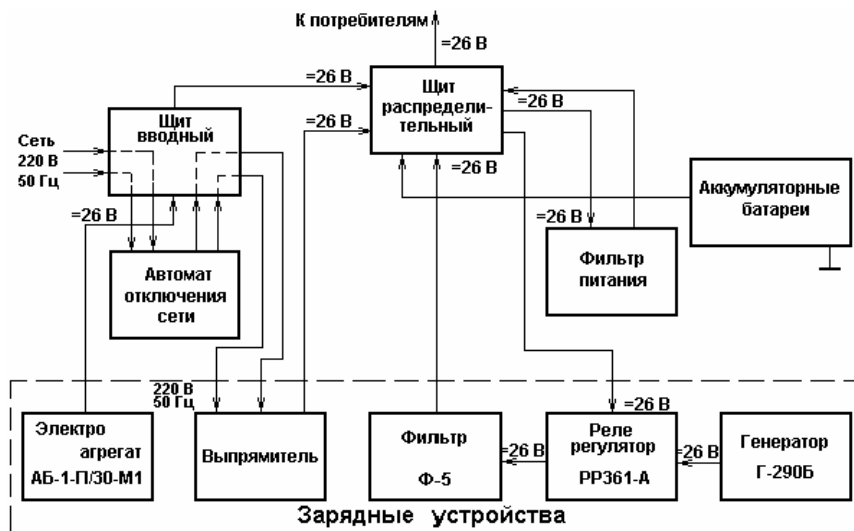 К потребителям
=26 В
=26 В
Щит
распредели-
тельный
Щит
вводный
=26 В
=26 В
Сеть
220 В
50 Гц
=26 В
Аккумуляторные
батареи
=26 В
=26 В
Фильтр
питания
Автомат
отключения
сети
220 В
50 Гц
=26 В
Электро
агрегат
АБ-1-П/30-М1
Выпрямитель
Фильтр
Ф-5
=26 В
Реле
регулятор
РР361-А
=26 В
Генератор
Г-290Б
Зарядные устройства